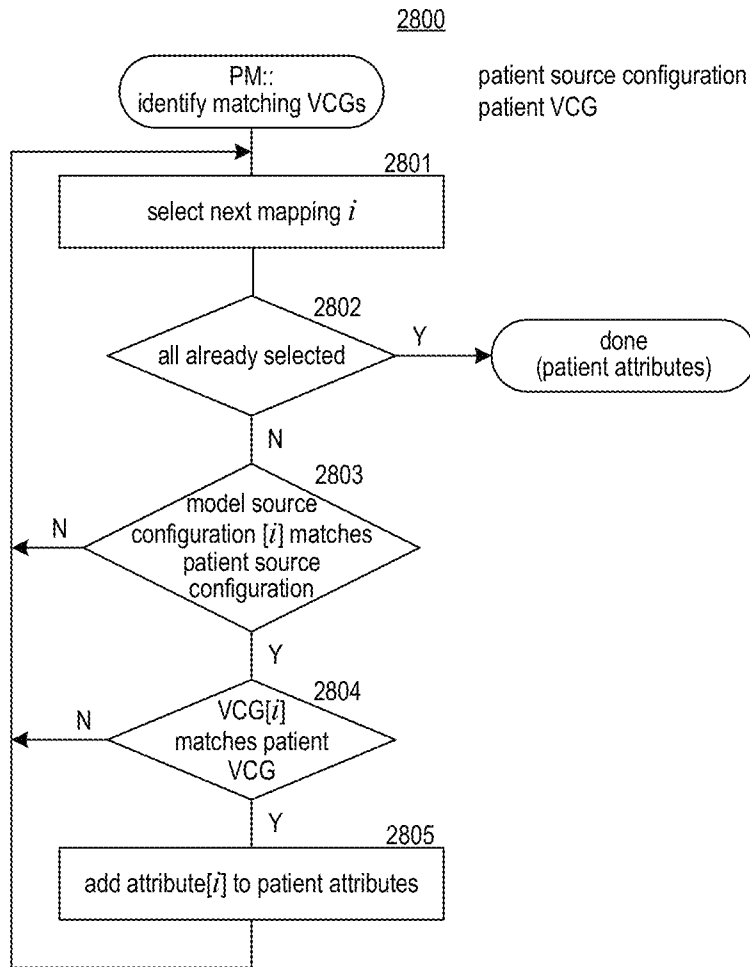 2800
PM::
identify matching VCGs
patient source configuration
patient VCG
2801
select next mapping i
2802
all already selected
Y
done
(patient attributes)
N
2803
model source
configuration [i] matches
patient source
configuration
N
Y
2804
VCG[i]
matches patient
VCG
N
Y
2805
add attribute[i] to patient attributes